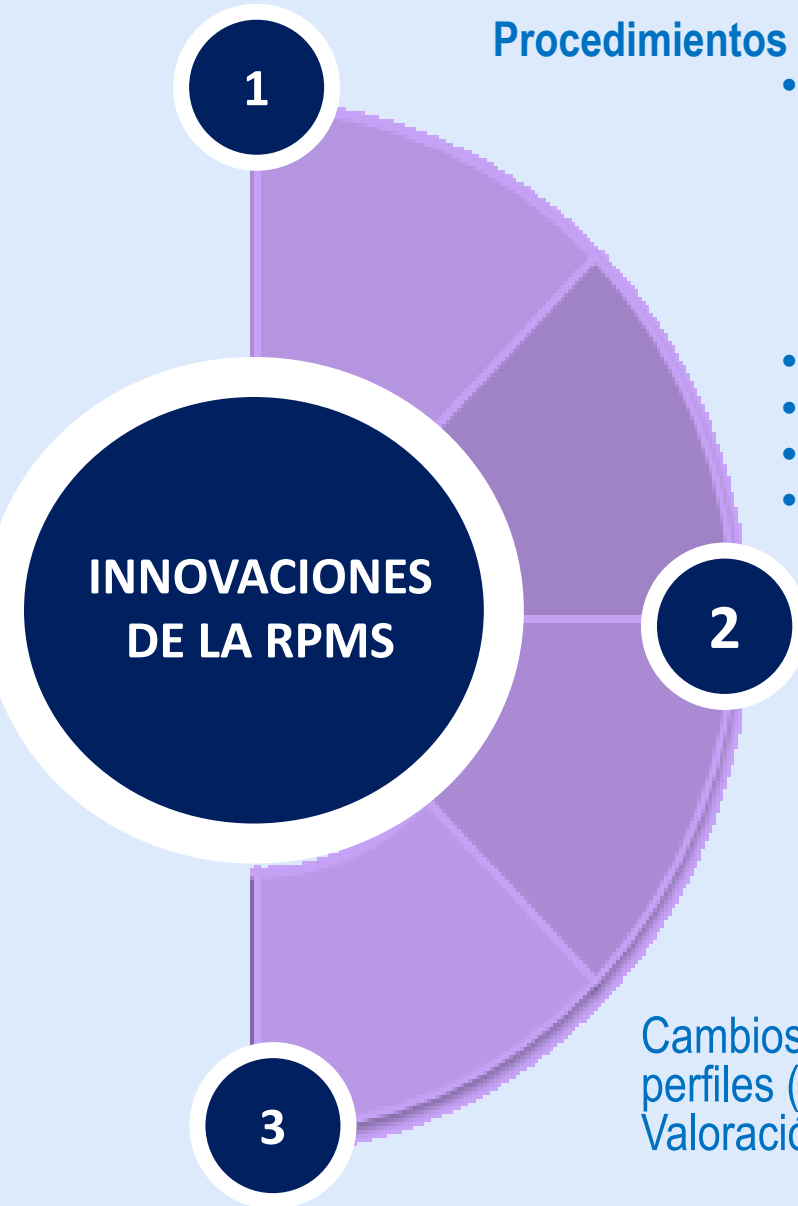 Procedimientos
1
•
•
•
•
•
INNOVACIONES
DE LA RPMS
2
Cambios
perfiles (
Valoració
3